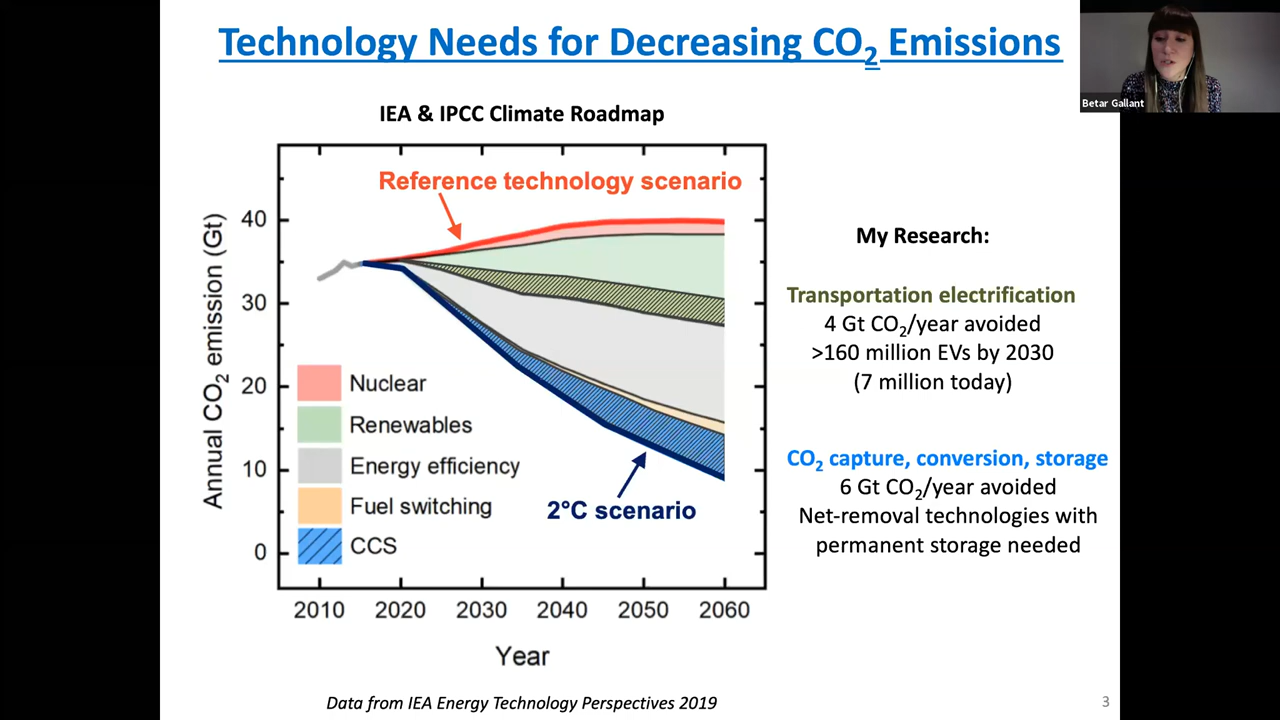 Technology Needs for Decreasing CO₂ Emissions
Betar Gallant
IEA & IPCC Climate Roadmap
Reference technology scenario
Annual CO₂ emission (Gt)
40
30
20
10
0
Nuclear
Renewables
Energy efficiency
Fuel switching
CCS
2°C scenario
2010 2020 2030 2040 2050 2060
Year
My Research:
Transportation electrification
4 Gt CO₂/year avoided
>160 million EVs by 2030
(7 million today)
CO₂ capture, conversion, storage
6 Gt CO₂/year avoided
Net-removal technologies with
permanent storage needed
Data from IEA Energy Technology Perspectives 2019
3